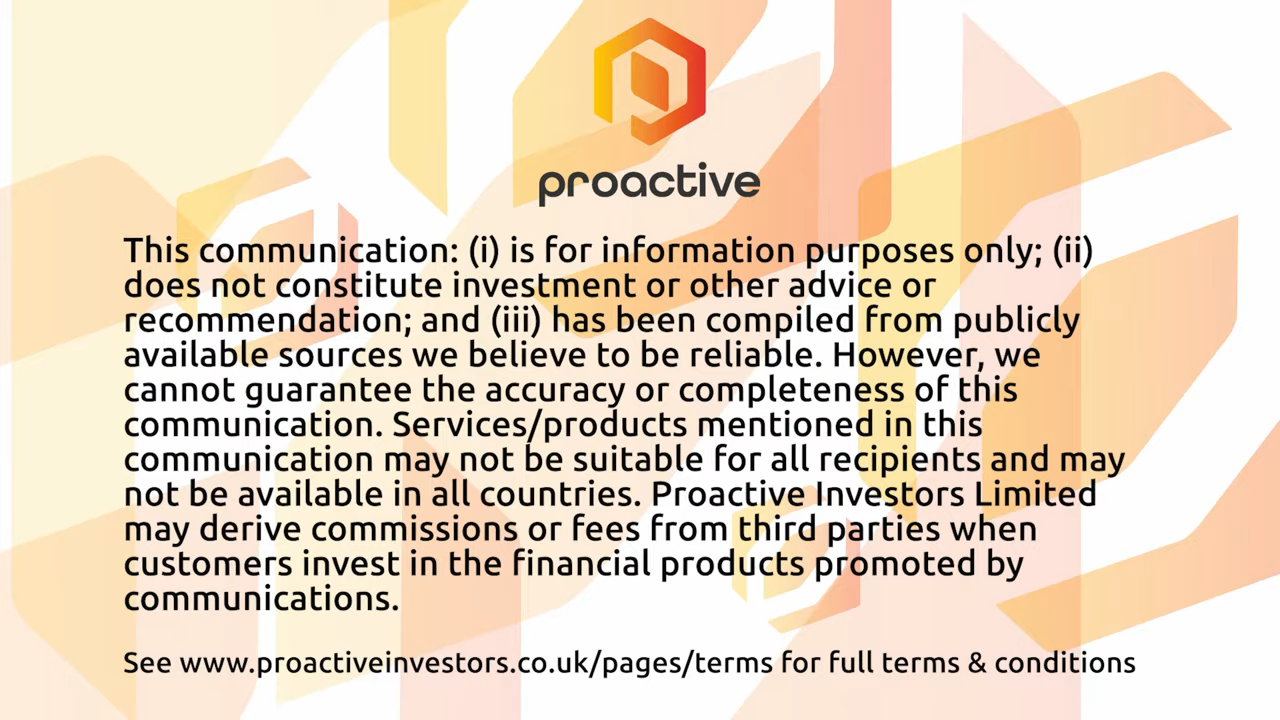 proactive
This communication: (i) is for information purposes only; (ii)
does not constitute investment or other advice or
recommendation; and (iii) has been compiled from publicly
available sources we believe to be reliable. However, we
cannot guarantee the accuracy or completeness of this
communication. Services/products mentioned in this
communication may not be suitable for all recipients and may
not be available in all countries. Proactive Investors Limited
may derive commissions or fees from third parties when
customers invest in the financial products promoted by
communications.
See www.proactiveinvestors.co.uk/pages/terms for full terms & conditions